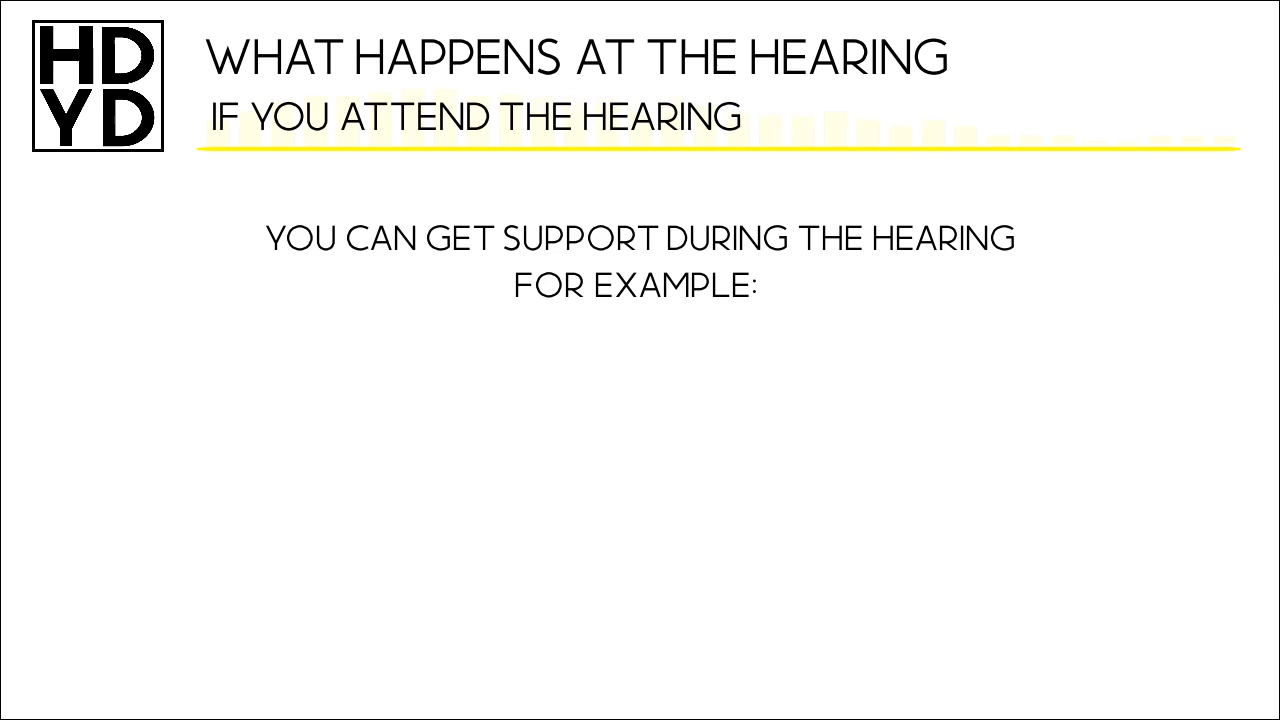 HD
YD
WHAT HAPPENS AT THE HEARING
IF YOU ATTEND THE HEARING
YOU CAN GET SUPPORT DURING THE HEARING
FOR EXAMPLE: